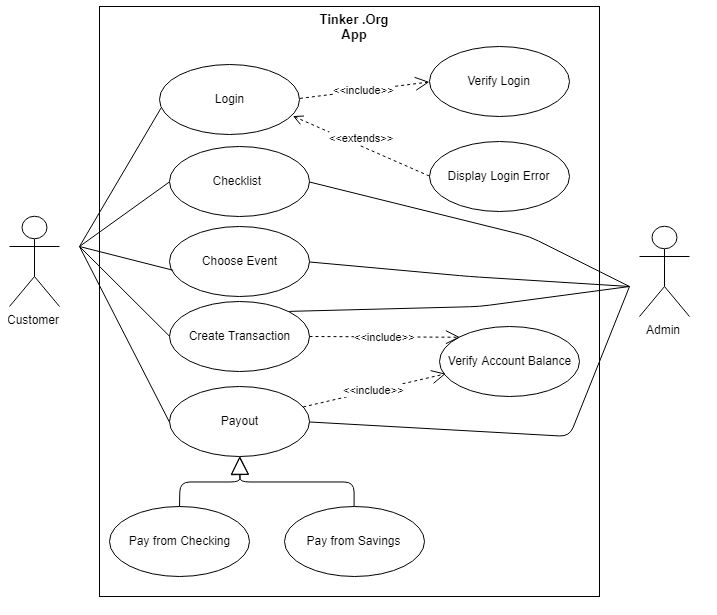 Tinker .Org
App
Login
<<include>>
Verify Login
<<extends>>
Display Login Error
Checklist
Choose Event
Customer
Admin
Create Transaction
<<include>>
Verify Account Balance
<<include>>
Payout
Pay from Checking
Pay from Savings